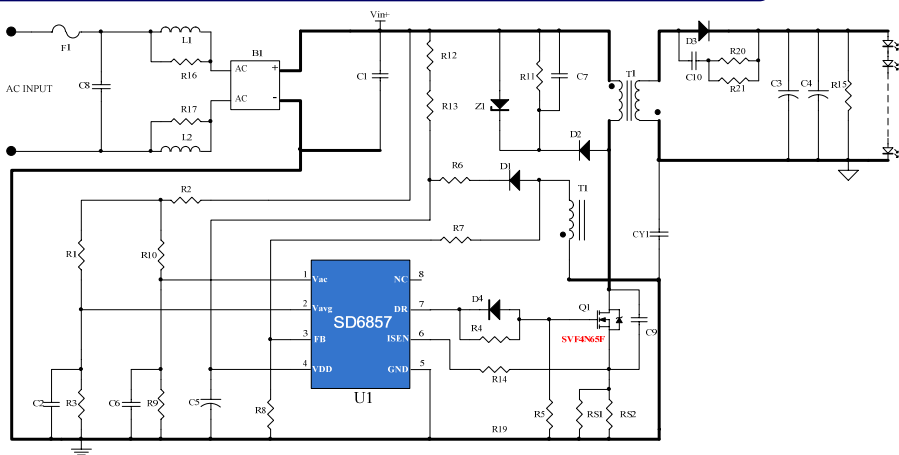 Vin+
F1
L1
R16
C8
AC INPUT
R17
L2
B1
AC
+
AC
-
C1
R12
R13
R11
C7
Z1
D2
T1
D3
C10
R20
R21
C3
C4
R15
R2
R6
D1
T1
R7
CY1
R1
R10
1 Vac
NC 8
2 Vavg
DR 7
SD6857
3 FB
ISEN 6
4 VDD
GND 5
U1
D4
R4
Q1
SVF4N65F
C9
R14
C2
R3
C6
R9
C5
R8
R5
RS1
RS2
R19